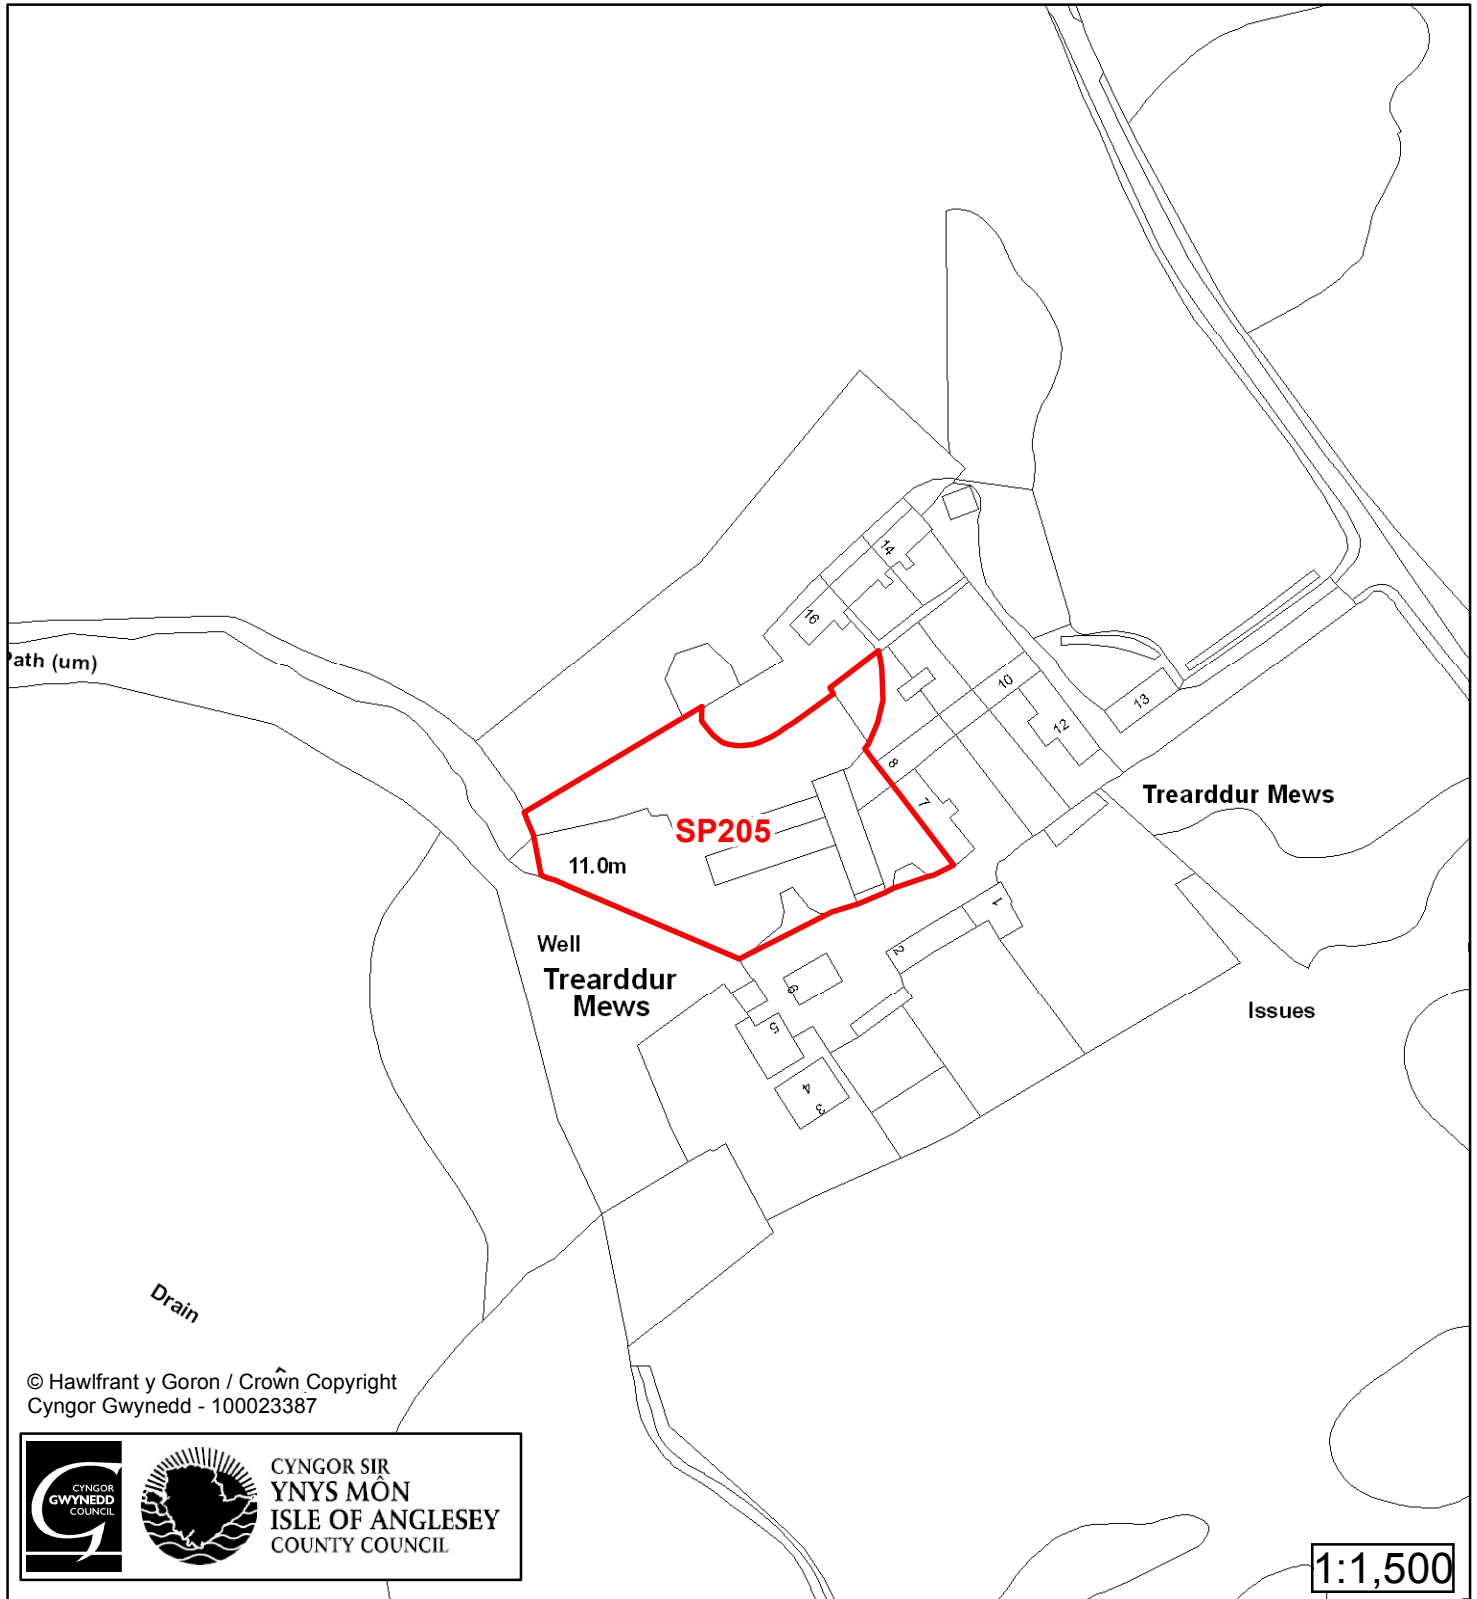 14
16
Path (um)
10
13
12
8
7
Trearddur Mews
SP205
11.0m
1
Well
2
Trearddur
Mews
6
Issues
5
4
3
Drain
© Hawlfrant y Goron / Crown Copyright
Cyngor Gwynedd - 100023387
CYNGOR
GWYNEDD
COUNCIL
CYNGOR SIR
YNYS MÔN
ISLE OF ANGLESEY
COUNTY COUNCIL
1:1,500